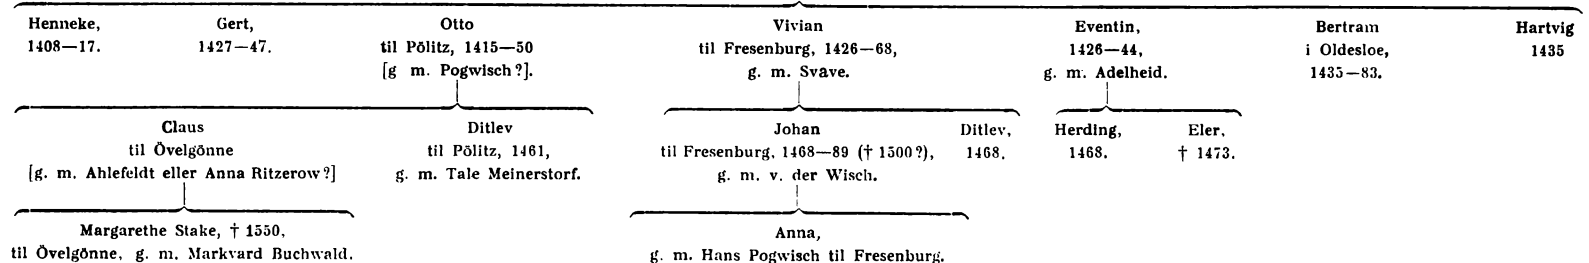 Henneke,
1408—17.
Gert,
1427—47.
Otto
til Pölitz, 1415—50
[g m. Pogwisch?].
Vivian
til Fresenburg, 1426—68,
g. m. Svave.
Eventin,
1426—44,
g. m. Adelheid.
Bertram
i Oldesloe,
1435—83.
Hartvig
1435
Claus
til Övelgönne
[g. m. Ahlefeldt eller Anna Ritzerow?]
Ditlev
til Pölitz, 1461,
g. m. Tale Meinerstorf.
Johan
til Fresenburg, 1468—89 († 1500?),
g. m. v. der Wisch.
Ditlev,
1468.
Herding,
1468.
Eler,
† 1473.
Margarethe Stake, † 1550,
til Övelgönne, g. m. Markvard Buchwald.
Anna,
g. m. Hans Pogwisch til Fresenburg.